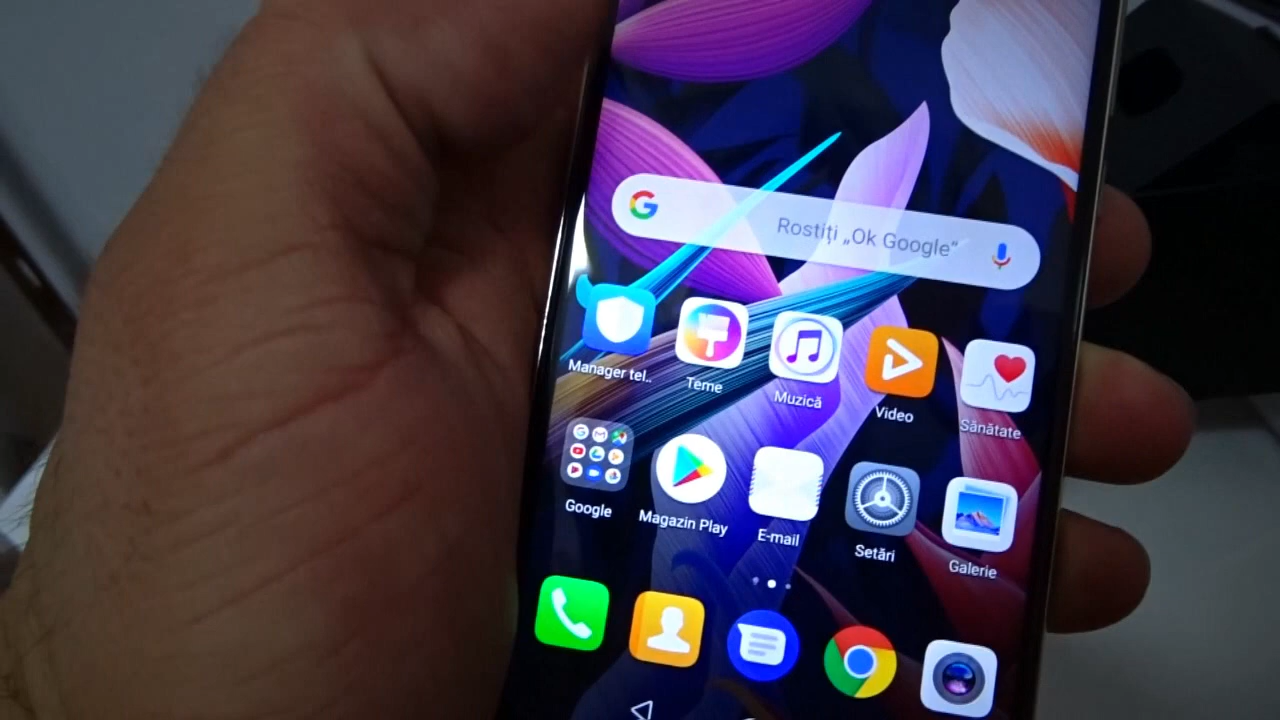 G
Rostiți „Ok Google”
Manager tel..
Teme
Muzică
Video
Sănătate
Google
Magazin Play
E-mail
Setări
Galerie